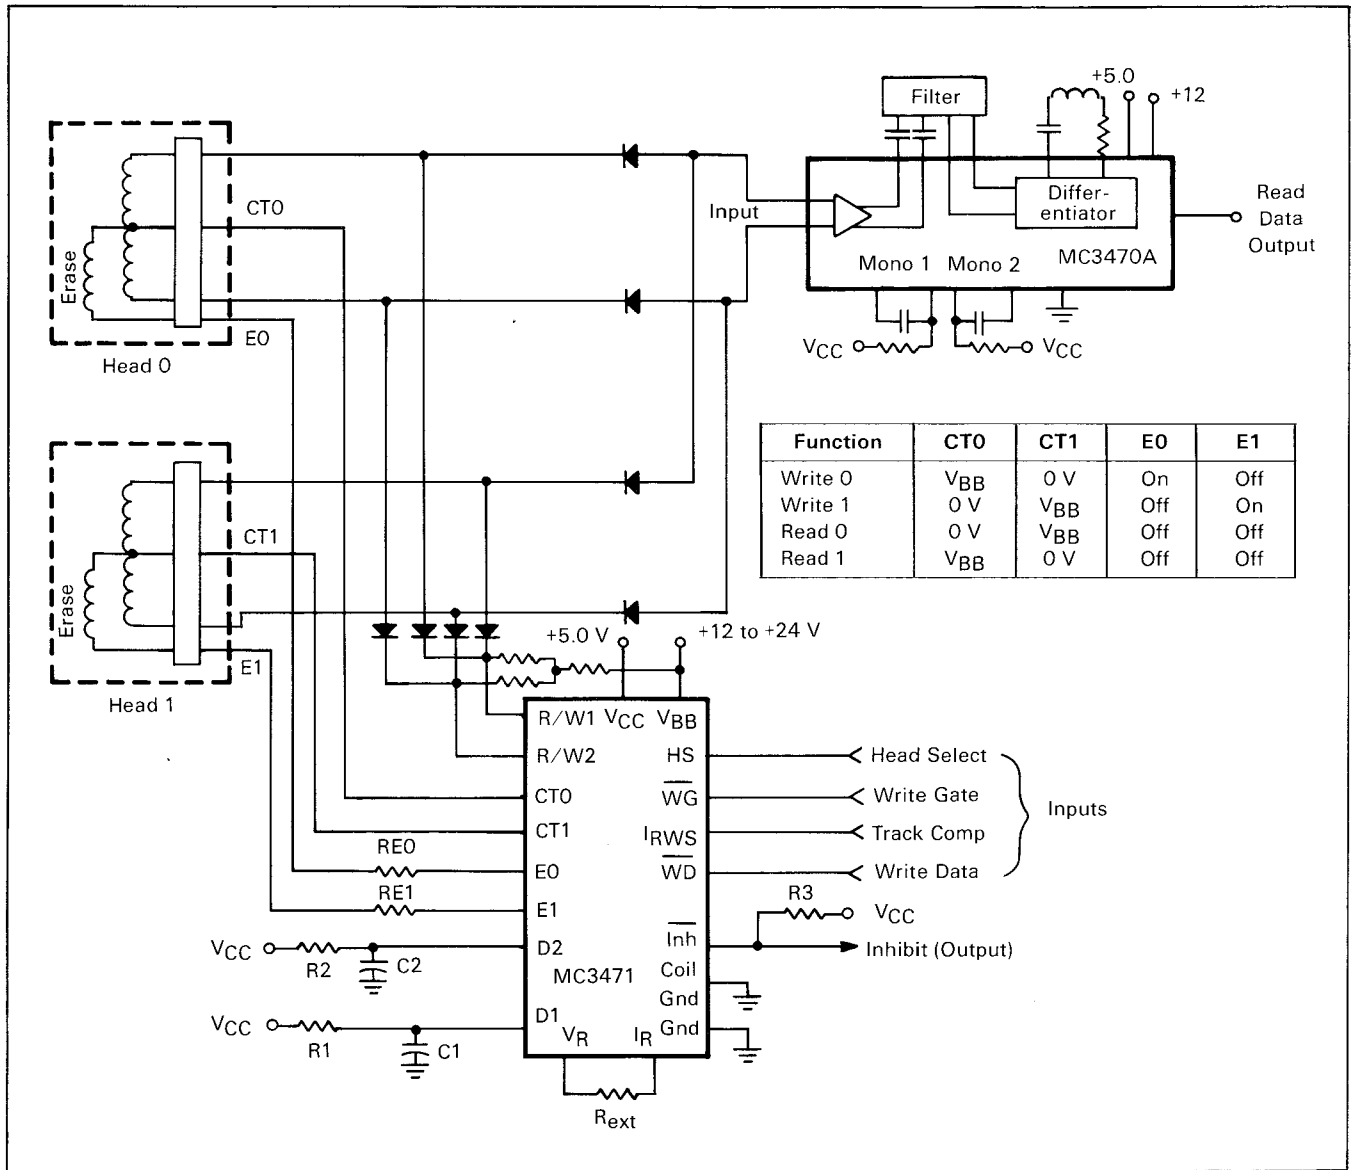 +5.0
+12
Filter
Differ-
entiator
Input
Mono 1 Mono 2
MC3470A
Read
Data
Output
VCC
VCC
Erase
CT0
E0
Head 0
Function CT0 CT1 E0 E1
Write 0 VBB 0 V On Off
Write 1 0 V VBB Off On
Read 0 0 V VBB Off Off
Read 1 VBB 0 V Off Off
Erase
CT1
E1
Head 1
+5.0 V
+12 to +24 V
R/W1 VCC VBB
R/W2 HS Head Select
CT0 WG Write Gate
CT1 IRWS Track Comp
Inputs
RE0
E0 WD Write Data
RE1
E1
R3
VCC
VCC R2 C2 D2
Inh Inhibit (Output)
MC3471
Coil
Gnd
VCC R1 C1 D1
VR IR Gnd
Rext